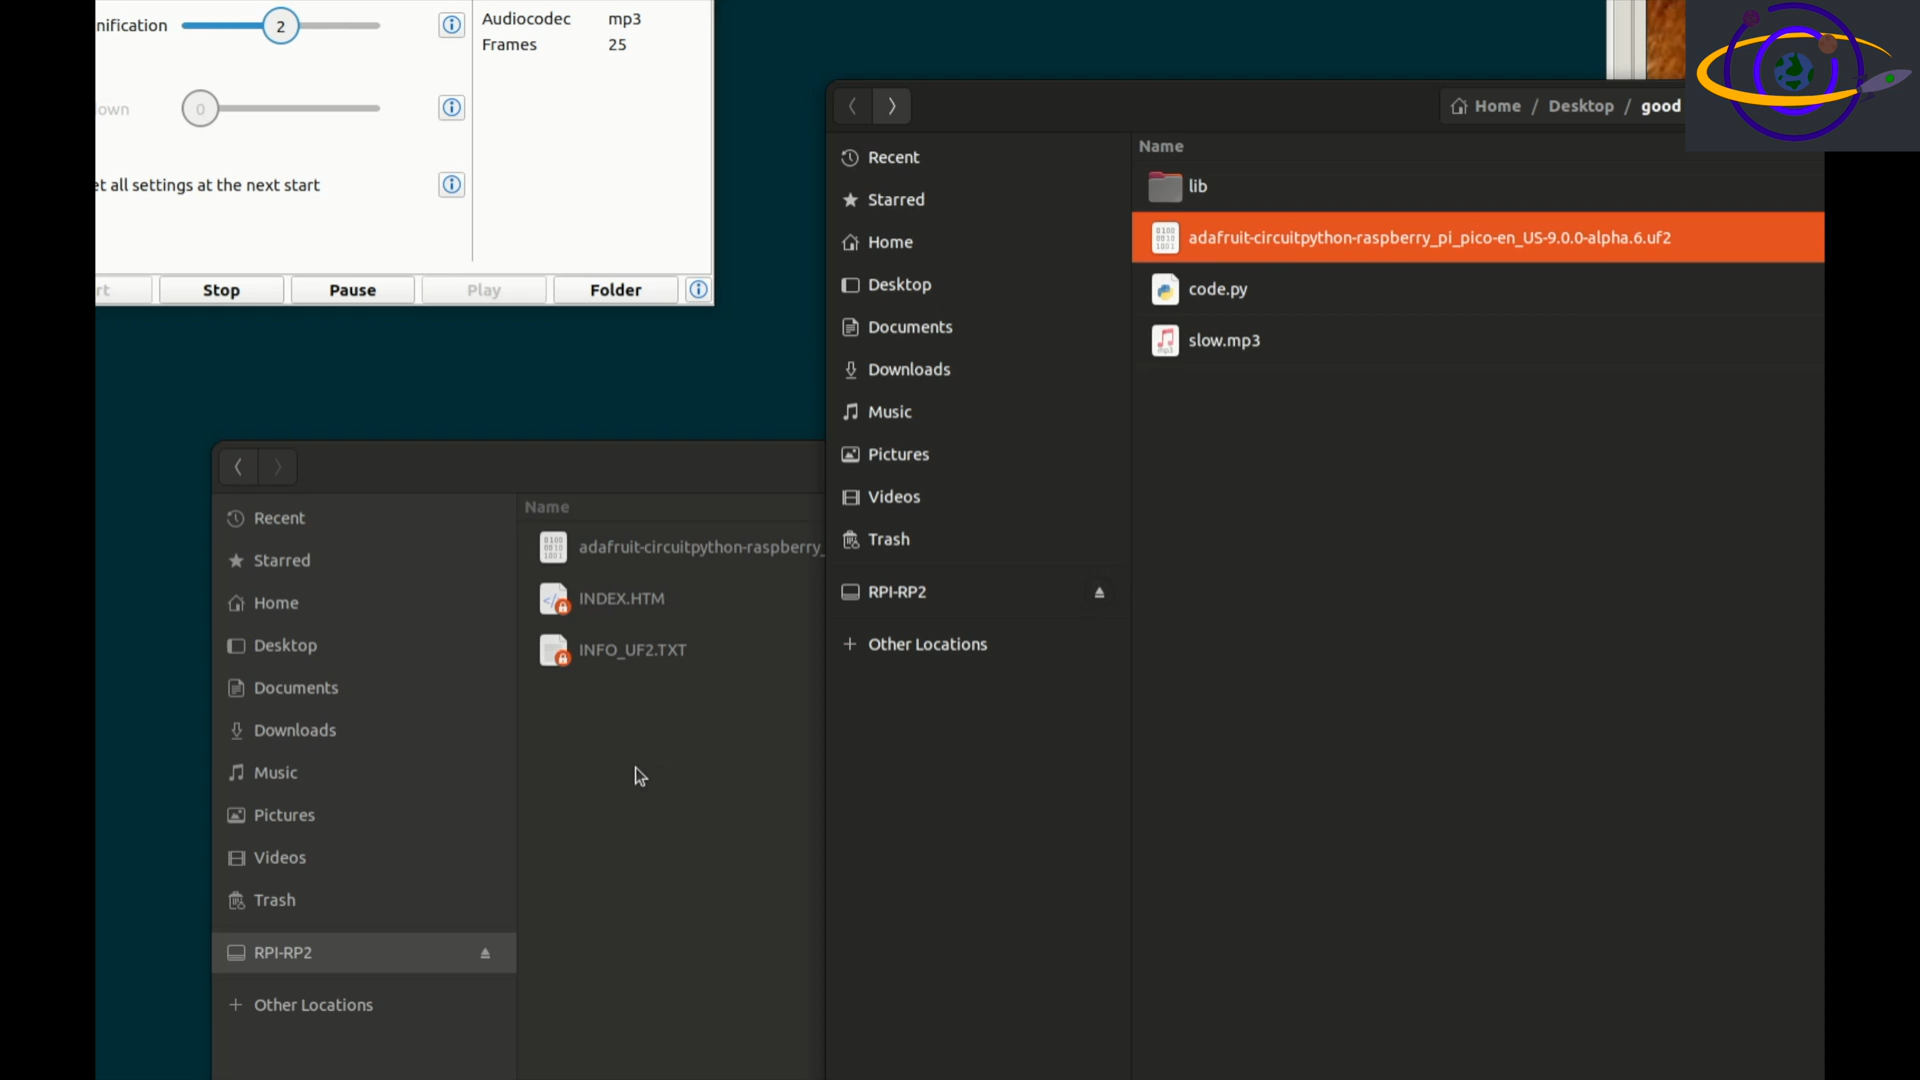 nification
2
Audiocodec mp3
Frames 25
own
0
et all settings at the next start
rt
Stop
Pause
Play
Folder
Home / Desktop / good
Recent
Starred
Home
Desktop
Documents
Downloads
Music
Pictures
Videos
Trash
RPI-RP2
Other Locations
Name
lib
adafruit-circuitpython-raspberry_pi_pico-en_US-9.0.0-alpha.6.uf2
code.py
slow.mp3
Recent
Starred
Home
Desktop
Documents
Downloads
Music
Pictures
Videos
Trash
RPI-RP2
Other Locations
Name
adafruit-circuitpython-raspberry_
INDEX.HTM
INFO_UF2.TXT